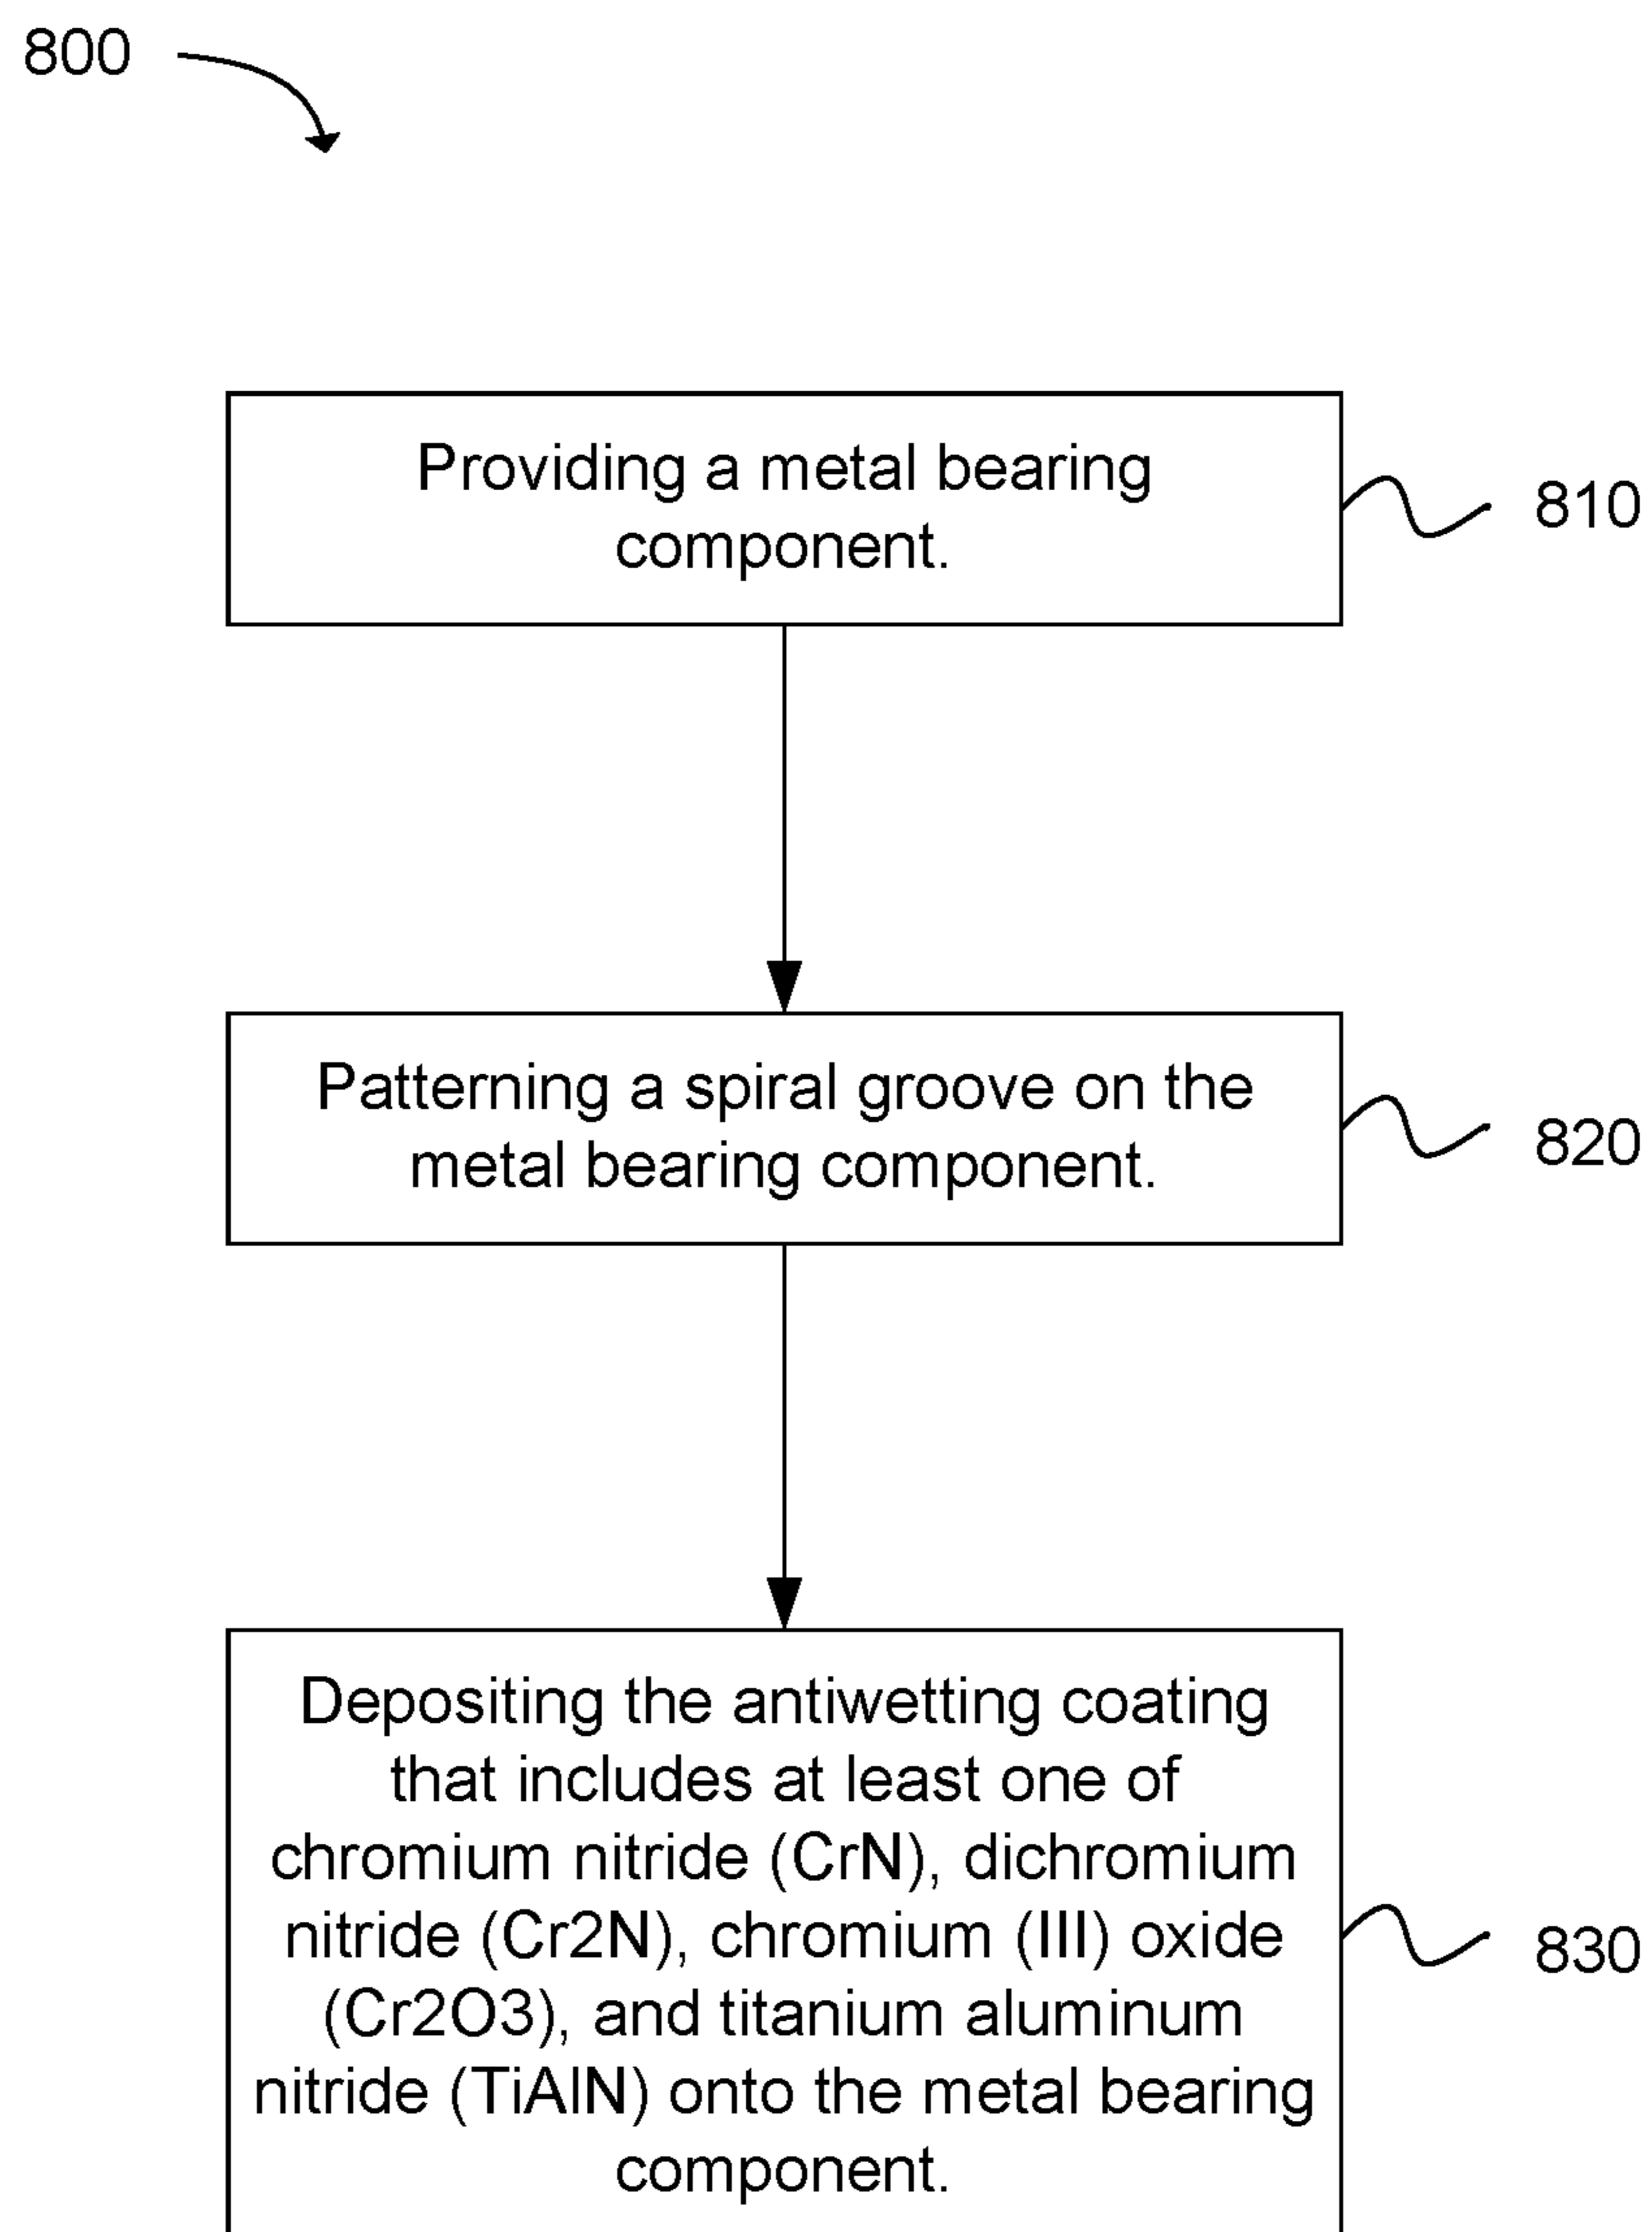 800
Providing a metal bearing
component.
810
Patterning a spiral groove on the
metal bearing component.
820
Depositing the antiwetting coating
that includes at least one of
chromium nitride (CrN), dichromium
nitride (Cr2N), chromium (III) oxide
(Cr2O3), and titanium aluminum
nitride (TiAlN) onto the metal bearing
component.
830